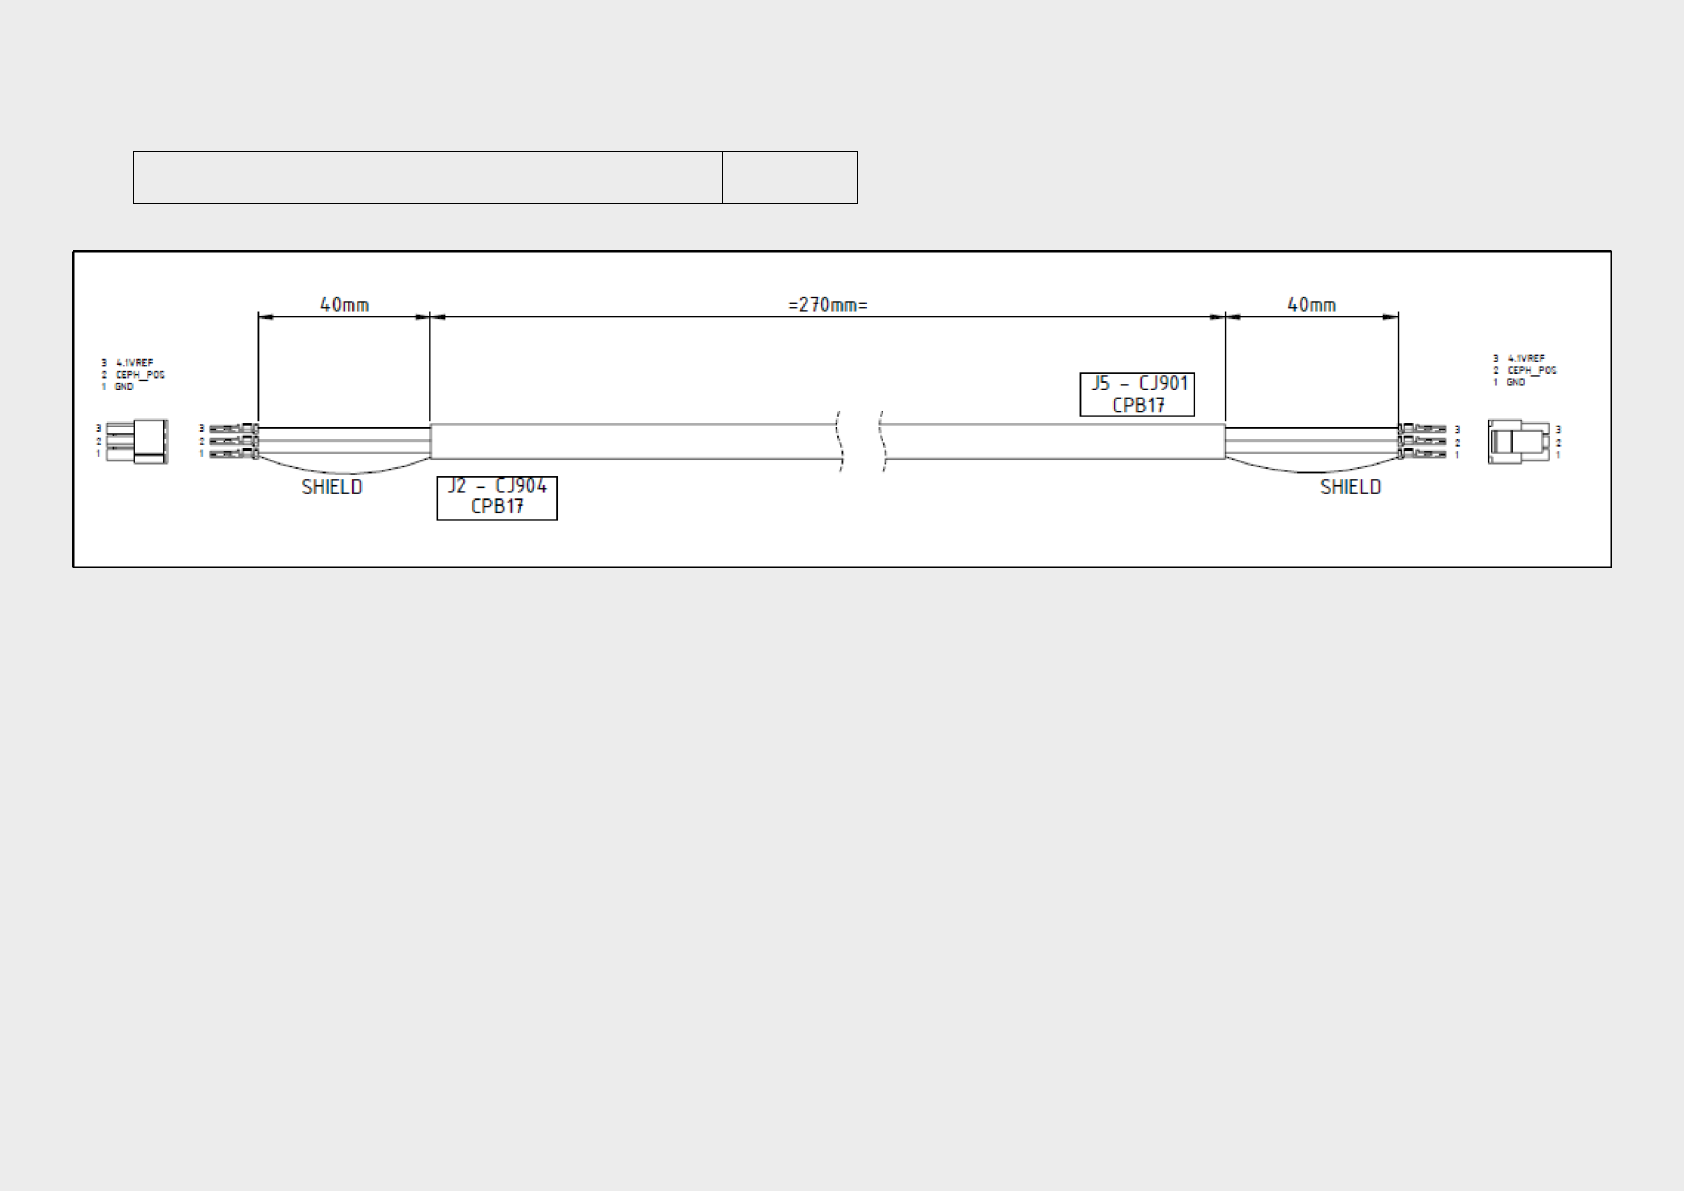 40mm
=270mm=
40mm
3 4.1VREF
2 CEPH_POS
1 GND
3 4.1VREF
2 CEPH_POS
1 GND
J5 - CJ901
CPB17
3
2
1
3
2
1
3
2
1
3
2
1
SHIELD
J2 - CJ904
CPB17
SHIELD